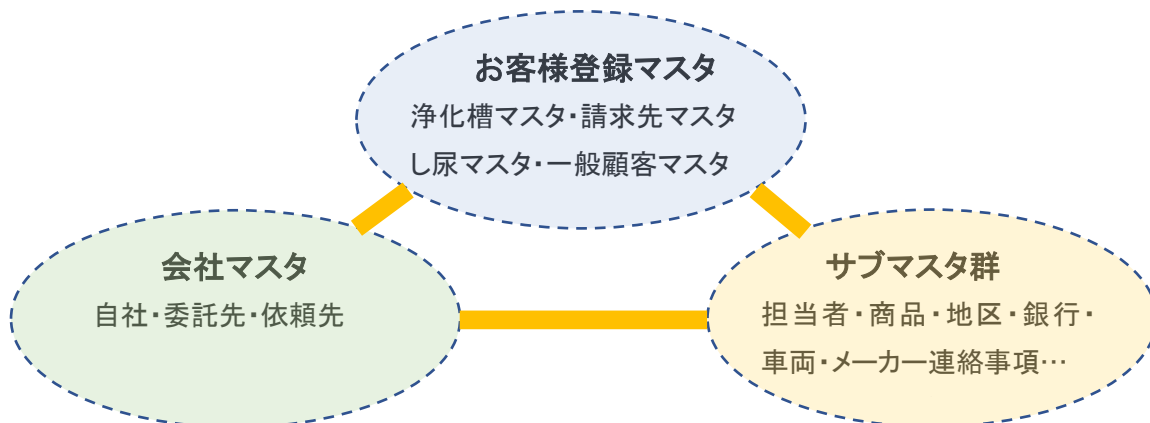 お客様登録マスタ
浄化槽マスタ・請求先マスタ
し尿マスタ・一般顧客マスタ
会社マスタ
自社・委託先・依頼先
サブマスタ群
担当者・商品・地区・銀行・
車両・メーカー連絡事項…